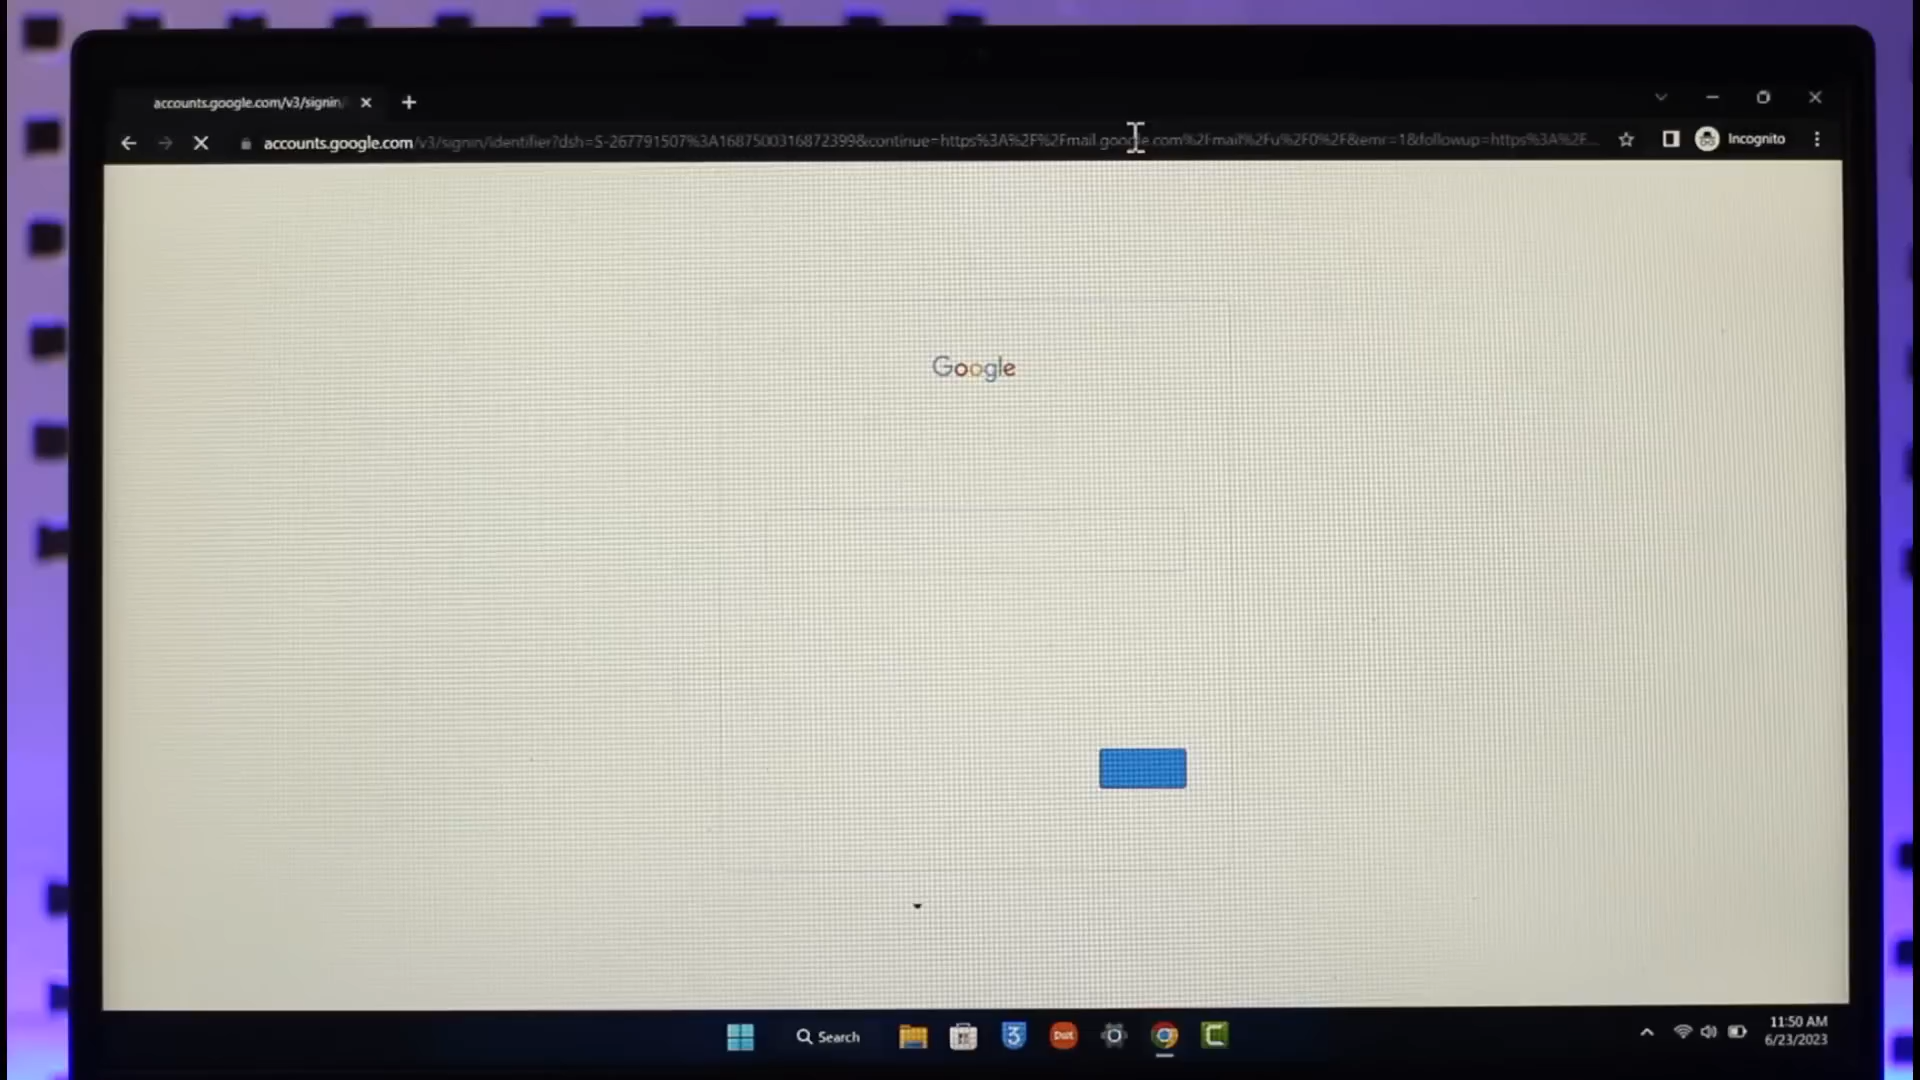 accounts.google.com/v3/signin/
accounts.google.com/v3/signin/identifier?dsh=S-267791507%3A1687500316872399&continue=https%3A%2F%2Fmail.google.com%2Fmail%2Fu%2F0%2F&emr=1&followup=https%3A%2F...
Incognito
Google
Search
3
11:50 AM
6/23/2023